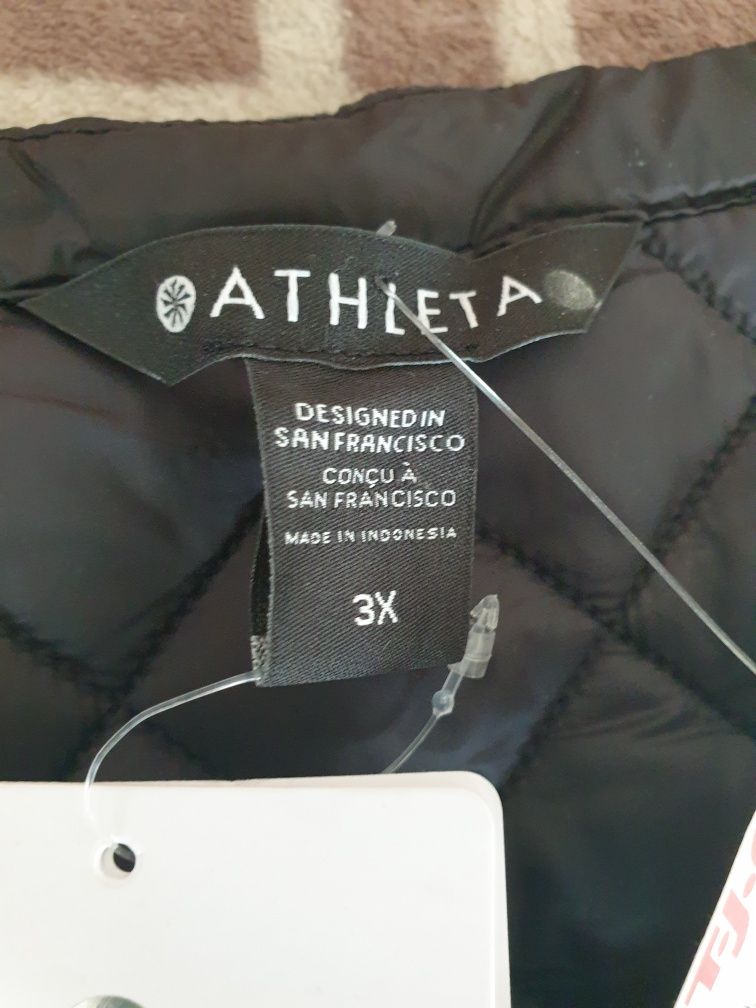 ATHLETA
DESIGNED IN
SAN FRANCISCO
CONÇU À
SAN FRANCISCO
MADE IN INDONESIA
3X